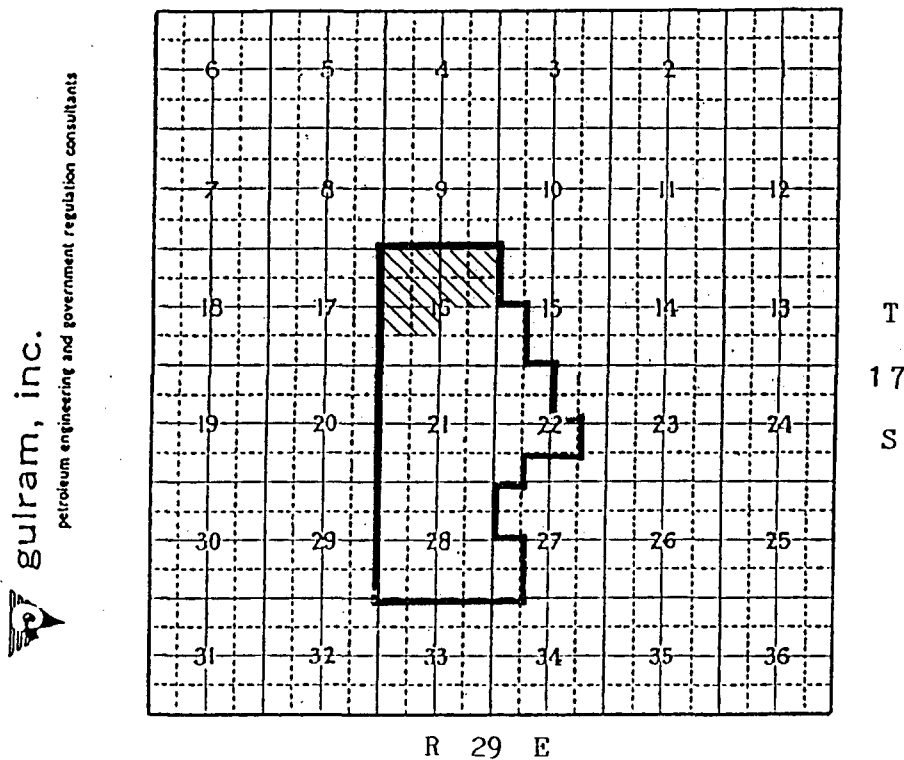 gulram, inc.
petroleum engineering and government regulation consultants
6 5 4 3 2
7 8 9 10 11 12
18 17 16 15 14 13
19 20 21 22 23 24
30 29 28 27 26 25
31 32 33 34 35 36
T
17
S
R 29 E